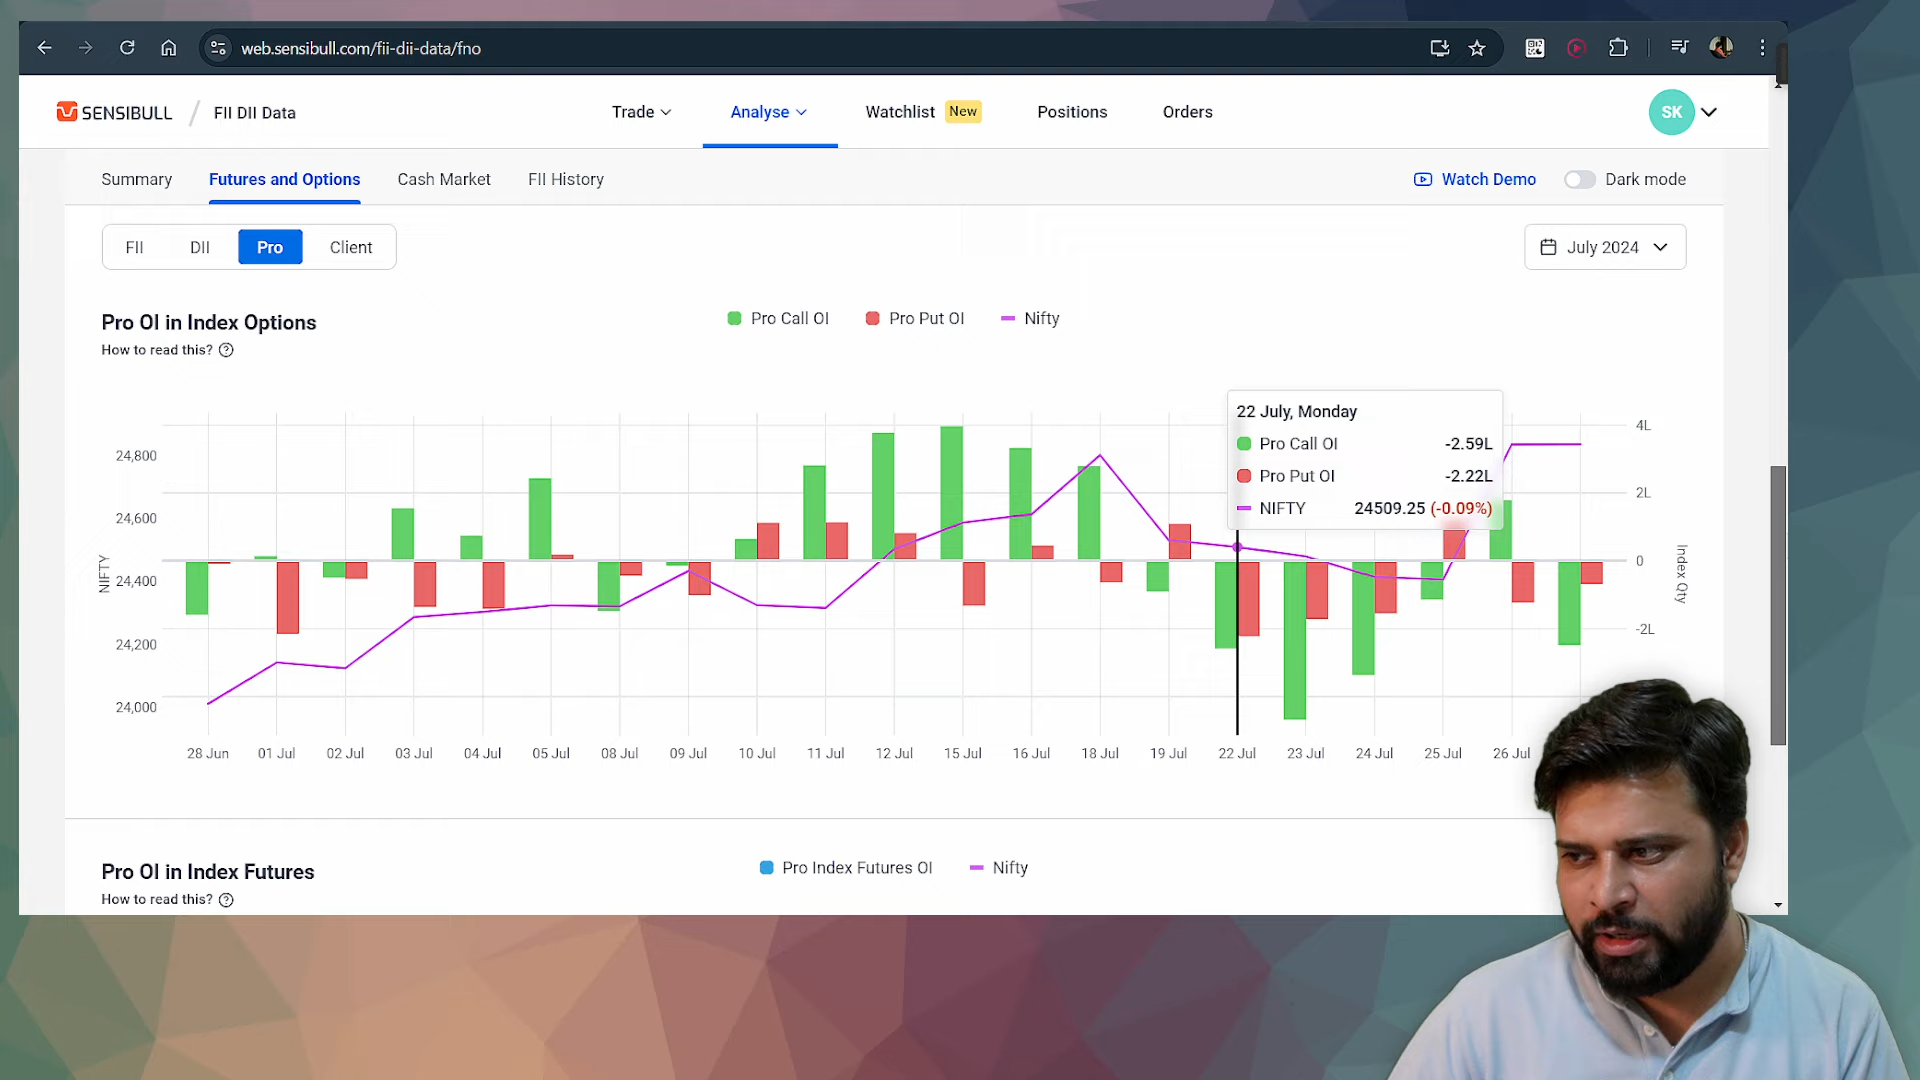 web.sensibull.com/fii-dii-data/fno
SENSIBULL / FII DII Data
Trade
Analyse
Watchlist New
Positions
Orders
SK
Summary
Futures and Options
Cash Market
FII History
Watch Demo
Dark mode
FII
DII
Pro
Client
July 2024
Pro OI in Index Options
How to read this?
Pro Call OI
Pro Put OI
Nifty
22 July, Monday
Pro Call OI -2.59L
Pro Put OI -2.22L
NIFTY 24509.25 (-0.09%)
24,800
24,600
24,400
24,200
24,000
NIFTY
4L
2L
0
-2L
Index Qty
28 Jun 01 Jul 02 Jul 03 Jul 04 Jul 05 Jul 08 Jul 09 Jul 10 Jul 11 Jul 12 Jul 15 Jul 16 Jul 18 Jul 19 Jul 22 Jul 23 Jul 24 Jul 25 Jul 26 Jul
Pro OI in Index Futures
How to read this?
Pro Index Futures OI
Nifty